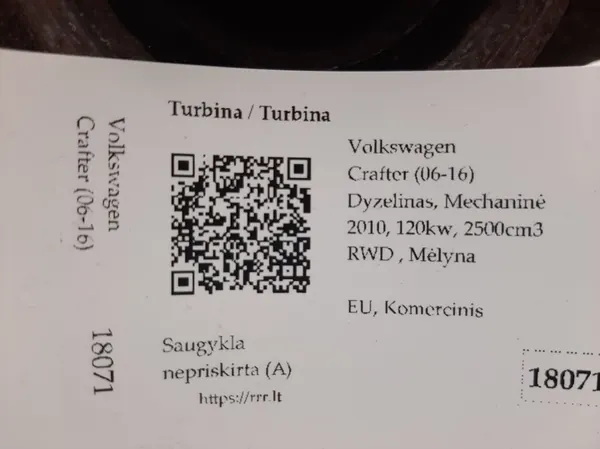 Turbina / Turbina
Volkswagen
Crafter (06-16)
Volkswagen
Crafter (06-16)
Dyzelinas, Mechaninė
2010, 120kw, 2500cm3
RWD , Mėlyna
EU, Komercinis
18071
Saugykla
nepriskirta (A)
https://rrr.lt
18071